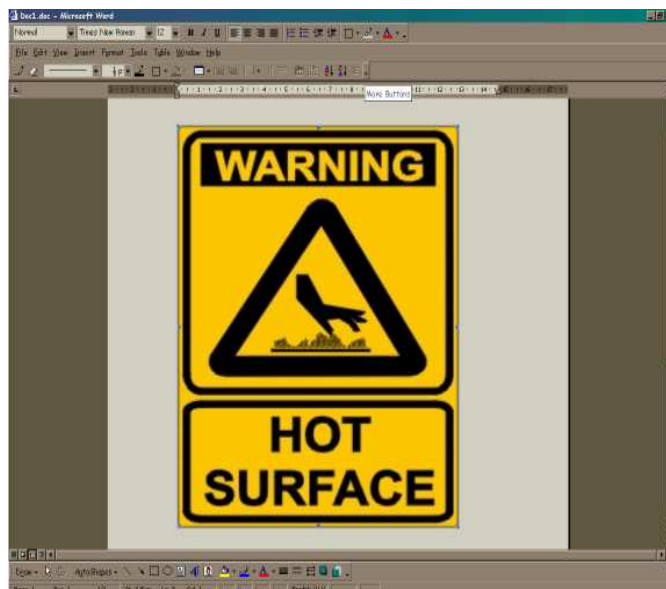 Doc1.doc - Microsoft Word
Normal Times New Roman 12 B I U A
File Edit View Insert Format Tools Table Window Help
More Buttons
WARNING
HOT
SURFACE
Draw AutoShapes A